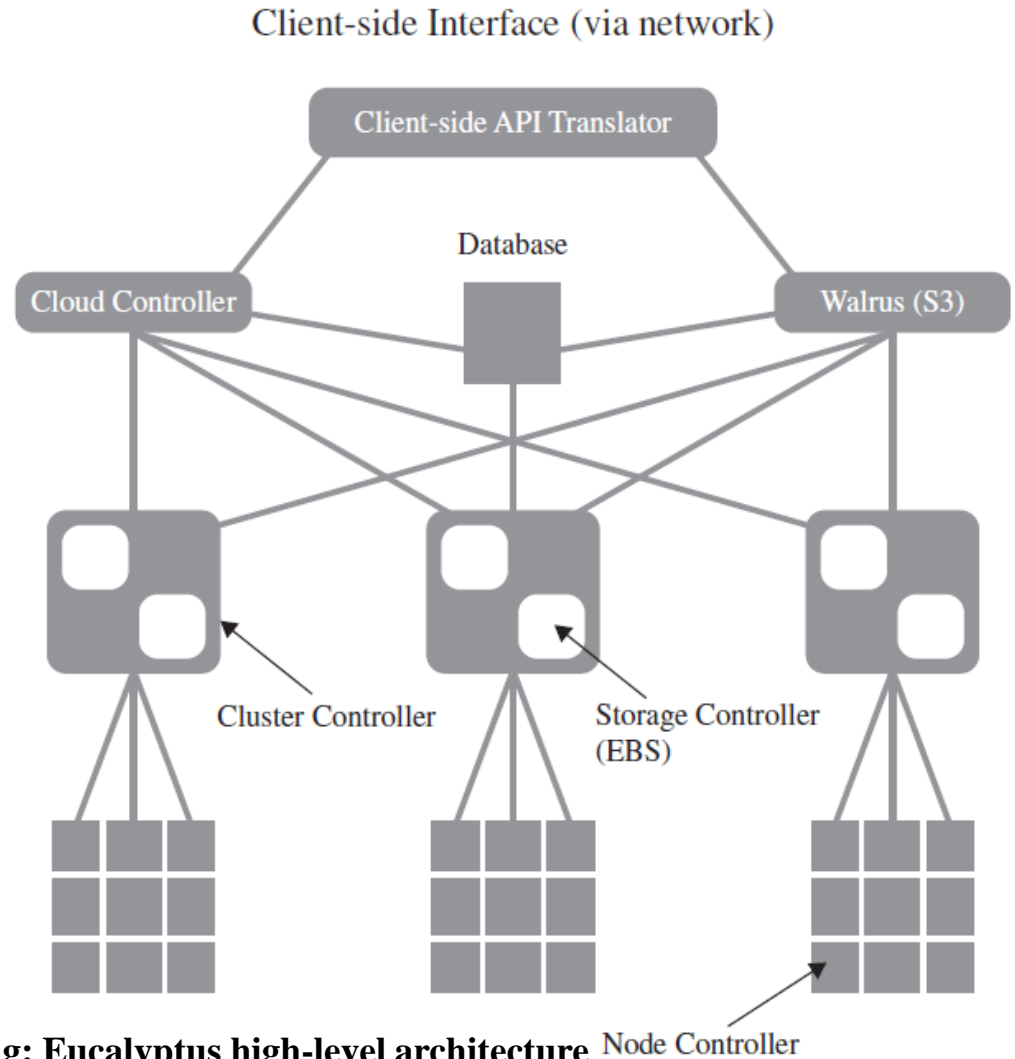 Client-side Interface (via network)
Client-side API Translator
Database
Cloud Controller
Walrus (S3)
Cluster Controller
Storage Controller
(EBS)
Node Controller
g: Eucalyptus high-level architecture